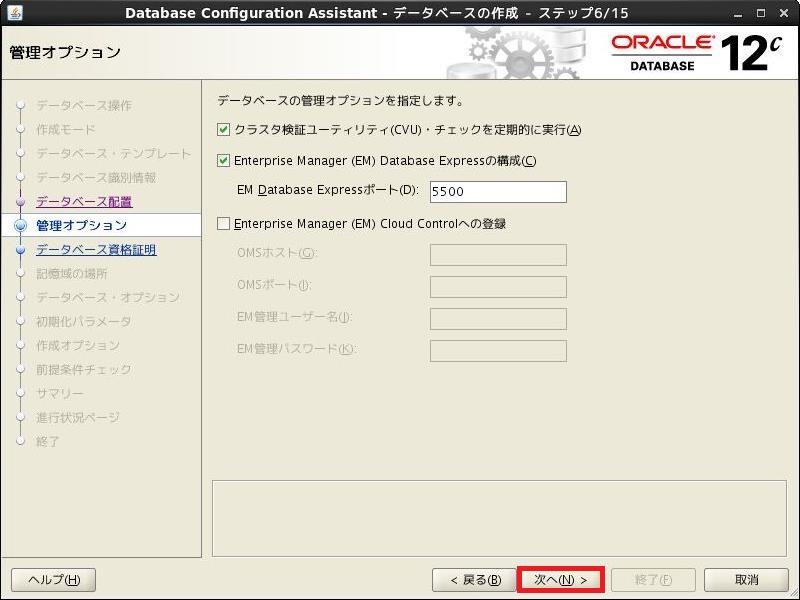 Database Configuration Assistant - データベースの作成 - ステップ6/15
管理オプション
ORACLE
DATABASE
12c
データベース操作
作成モード
データベース・テンプレート
データベース識別情報
データベース配置
管理オプション
データベース資格証明
記憶域の場所
データベース・オプション
初期化パラメータ
作成オプション
前提条件チェック
サマリー
進行状況ページ
終了
データベースの管理オプションを指定します。
クラスタ検証ユーティリティ(CVU)・チェックを定期的に実行(A)
Enterprise Manager (EM) Database Expressの構成(C)
EM Database Expressポート(D): 5500
Enterprise Manager (EM) Cloud Controlへの登録
OMSホスト(G):
OMSポート(I):
EM管理ユーザー名(J):
EM管理パスワード(K):
ヘルプ(H)
< 戻る(B)
次へ(N) >
終了(F)
取消